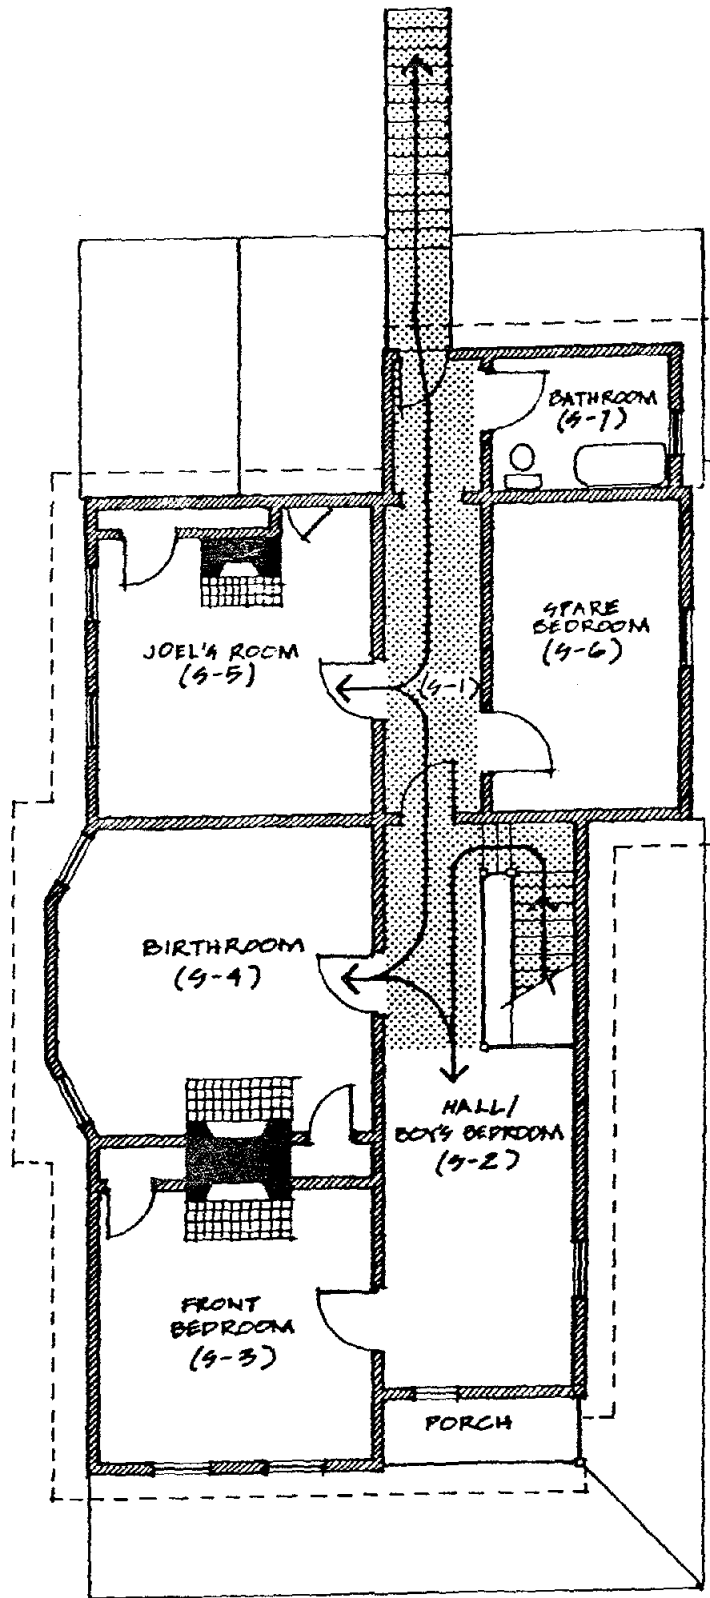 BATHROOM
(S-7)
SPARE
BEDROOM
(S-6)
JOEL'S ROOM
(S-5)
(S-1)
BIRTHROOM
(S-4)
HALL/
BOY'S BEDROOM
(S-2)
FRONT
BEDROOM
(S-3)
PORCH